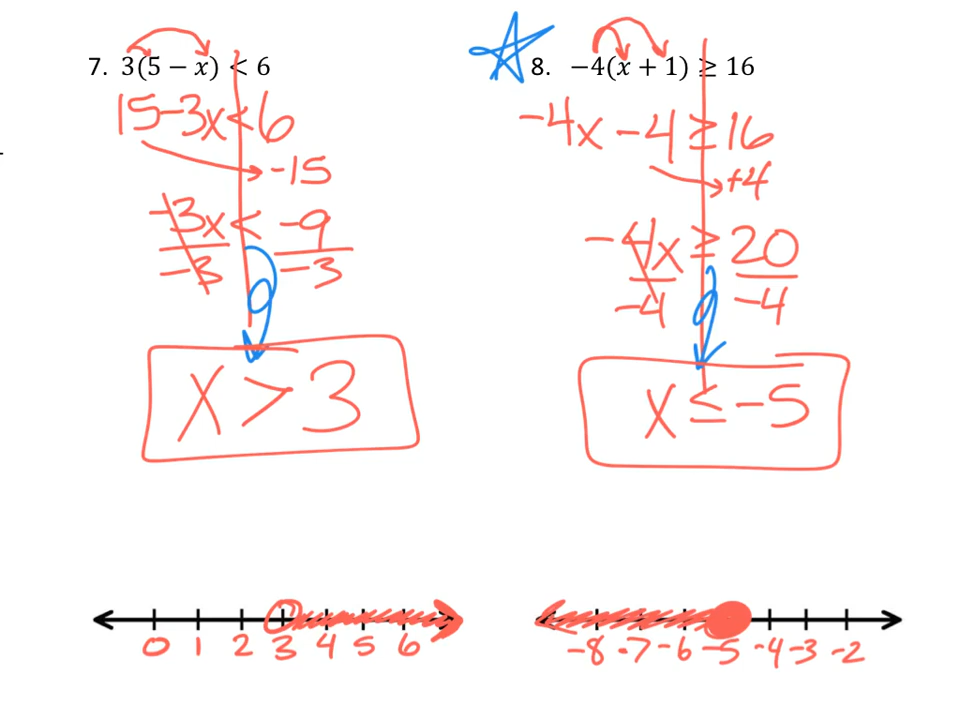 7. 3(5 − x) < 6
15-3x<6
-15
-3x < -9
-3 -3
x > 3
0 1 2 3 4 5 6
8. −4(x + 1) ≥ 16
-4x -4 ≥ 16
+4
-4x ≥ 20
-4 -4
x ≤ -5
-8 -7 -6 -5 -4 -3 -2